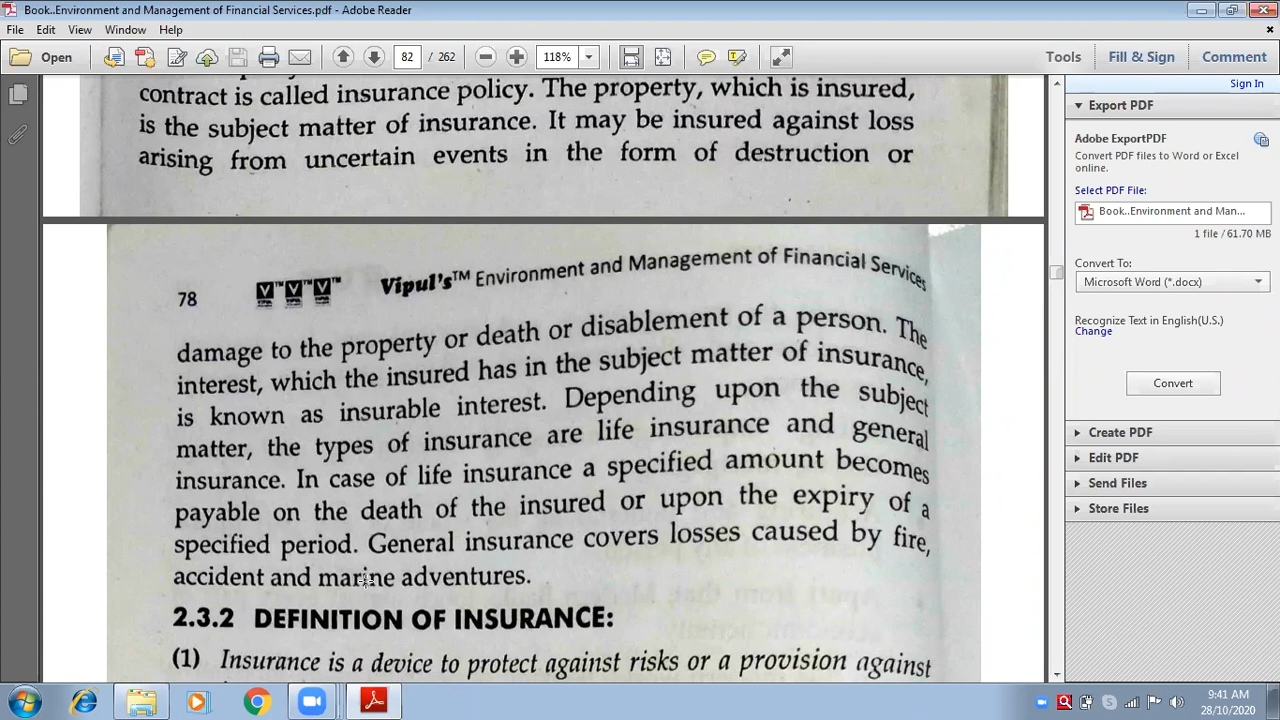 Book..Environment and Management of Financial Services.pdf - Adobe Reader
File Edit View Window Help
Open 82 / 262 118% Tools Fill & Sign Comment
contract is called insurance policy. The property, which is insured,
is the subject matter of insurance. It may be insured against loss
arising from uncertain events in the form of destruction or
78 VTM VTM VTM Vipul's™ Environment and Management of Financial Services
damage to the property or death or disablement of a person. The
interest, which the insured has in the subject matter of insurance,
is known as insurable interest. Depending upon the subject
matter, the types of insurance are life insurance and general
insurance. In case of life insurance a specified amount becomes
payable on the death of the insured or upon the expiry of a
specified period. General insurance covers losses caused by fire,
accident and marine adventures.
2.3.2 DEFINITION OF INSURANCE:
(1) Insurance is a device to protect against risks or a provision against
Sign In
Export PDF
Adobe ExportPDF
Convert PDF files to Word or Excel
online.
Select PDF File:
Book..Environment and Man...
1 file / 61.70 MB
Convert To:
Microsoft Word (*.docx)
Recognize Text in English(U.S.)
Change
Convert
Create PDF
Edit PDF
Send Files
Store Files
9:41 AM
28/10/2020